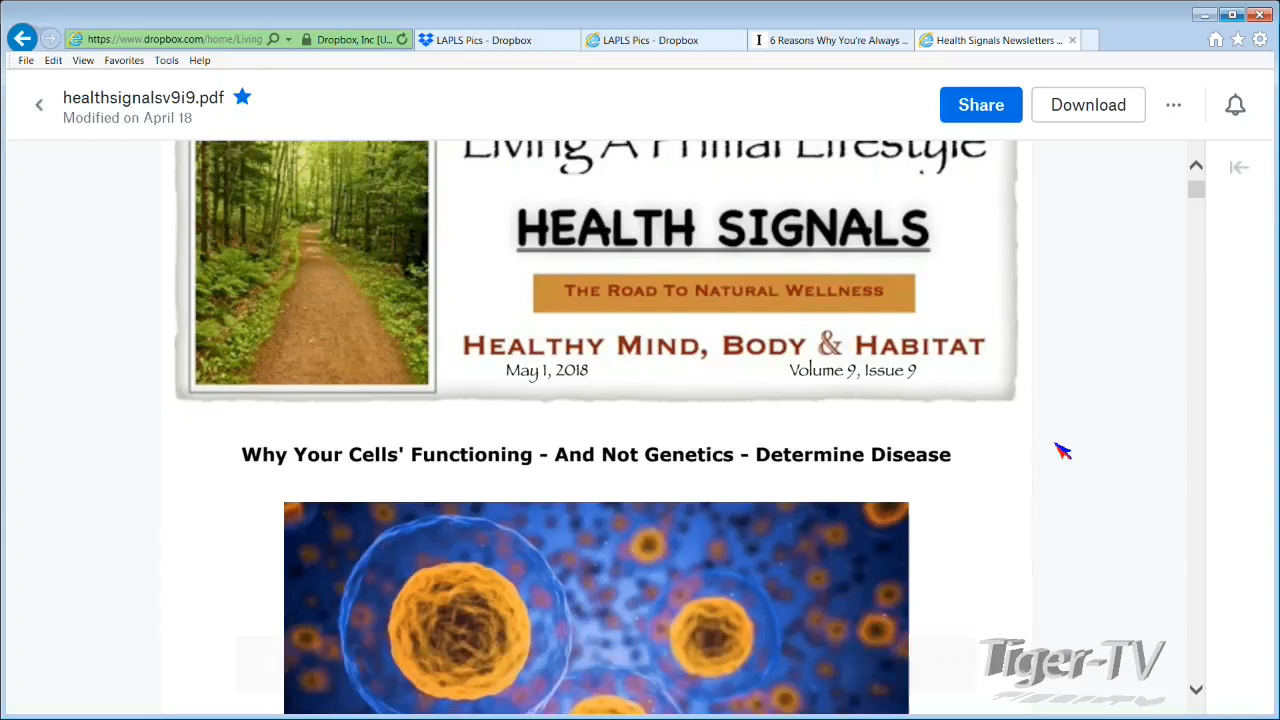 https://www.dropbox.com/home/Living
Dropbox, Inc [U...
LAPLS Pics - Dropbox
LAPLS Pics - Dropbox
I 6 Reasons Why You're Always ...
Health Signals Newsletters ...
File Edit View Favorites Tools Help
healthsignalsv9i9.pdf
Modified on April 18
Share
Download
Living A Primal Lifestyle
HEALTH SIGNALS
THE ROAD TO NATURAL WELLNESS
HEALTHY MIND, BODY & HABITAT
May 1, 2018
Volume 9, Issue 9
Why Your Cells' Functioning - And Not Genetics - Determine Disease
Tiger-TV